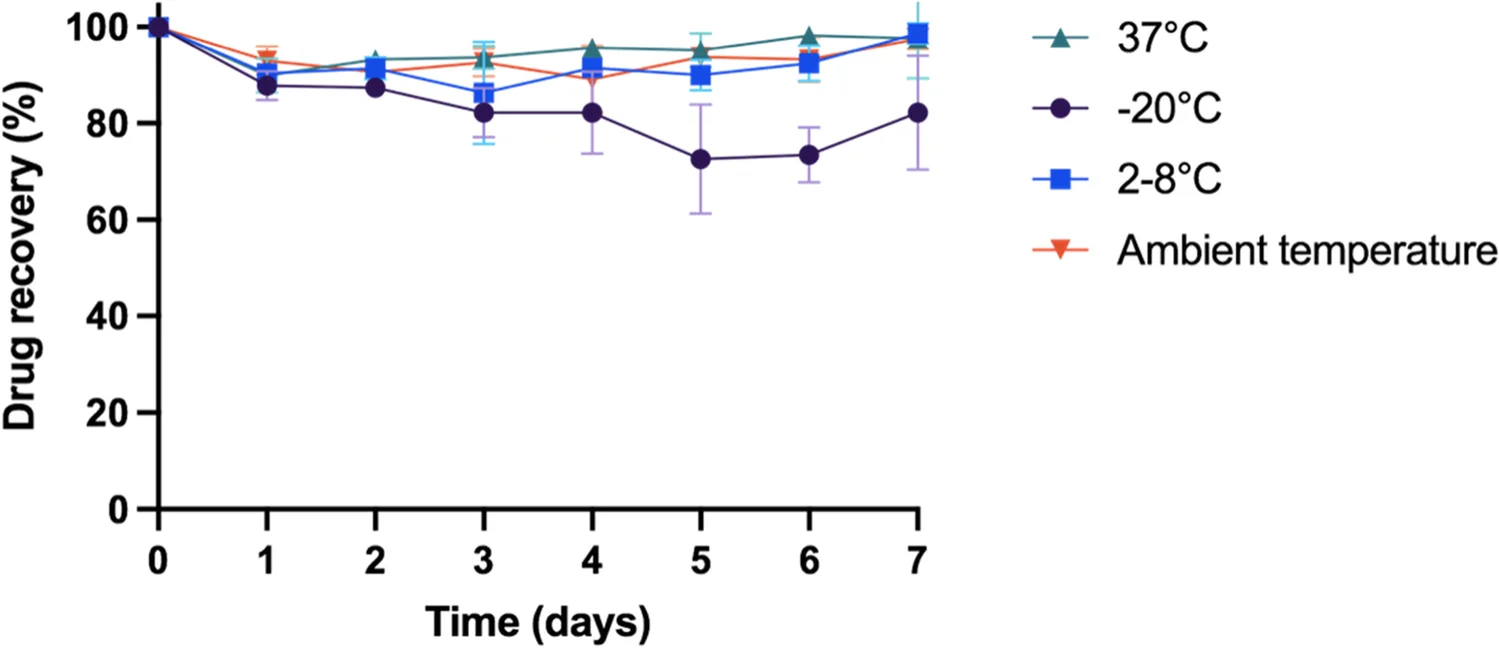 Drug recovery (%)
100
80
60
40
20
0
0 1 2 3 4 5 6 7
Time (days)
37°C
-20°C
2-8°C
Ambient temperature